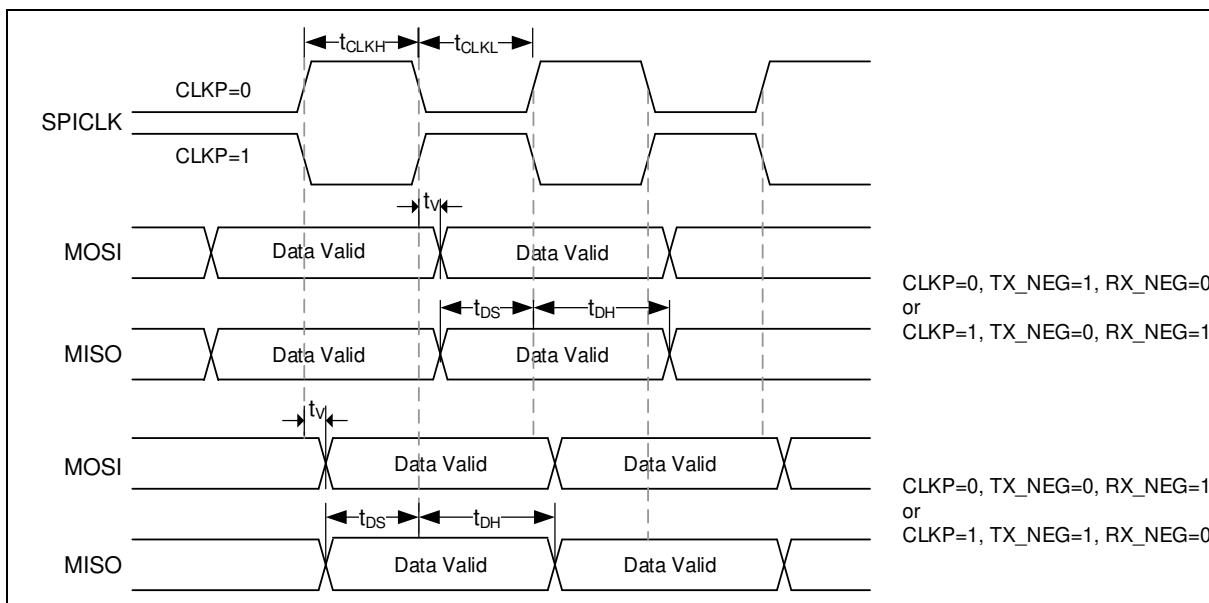 tCLKH
tCLKL
CLKP=0
SPICLK
CLKP=1
tV
MOSI
Data Valid
Data Valid
CLKP=0, TX_NEG=1, RX_NEG=0
or
CLKP=1, TX_NEG=0, RX_NEG=1
tDS
tDH
MISO
Data Valid
Data Valid
tV
MOSI
Data Valid
Data Valid
CLKP=0, TX_NEG=0, RX_NEG=1
or
CLKP=1, TX_NEG=1, RX_NEG=0
tDS
tDH
MISO
Data Valid
Data Valid